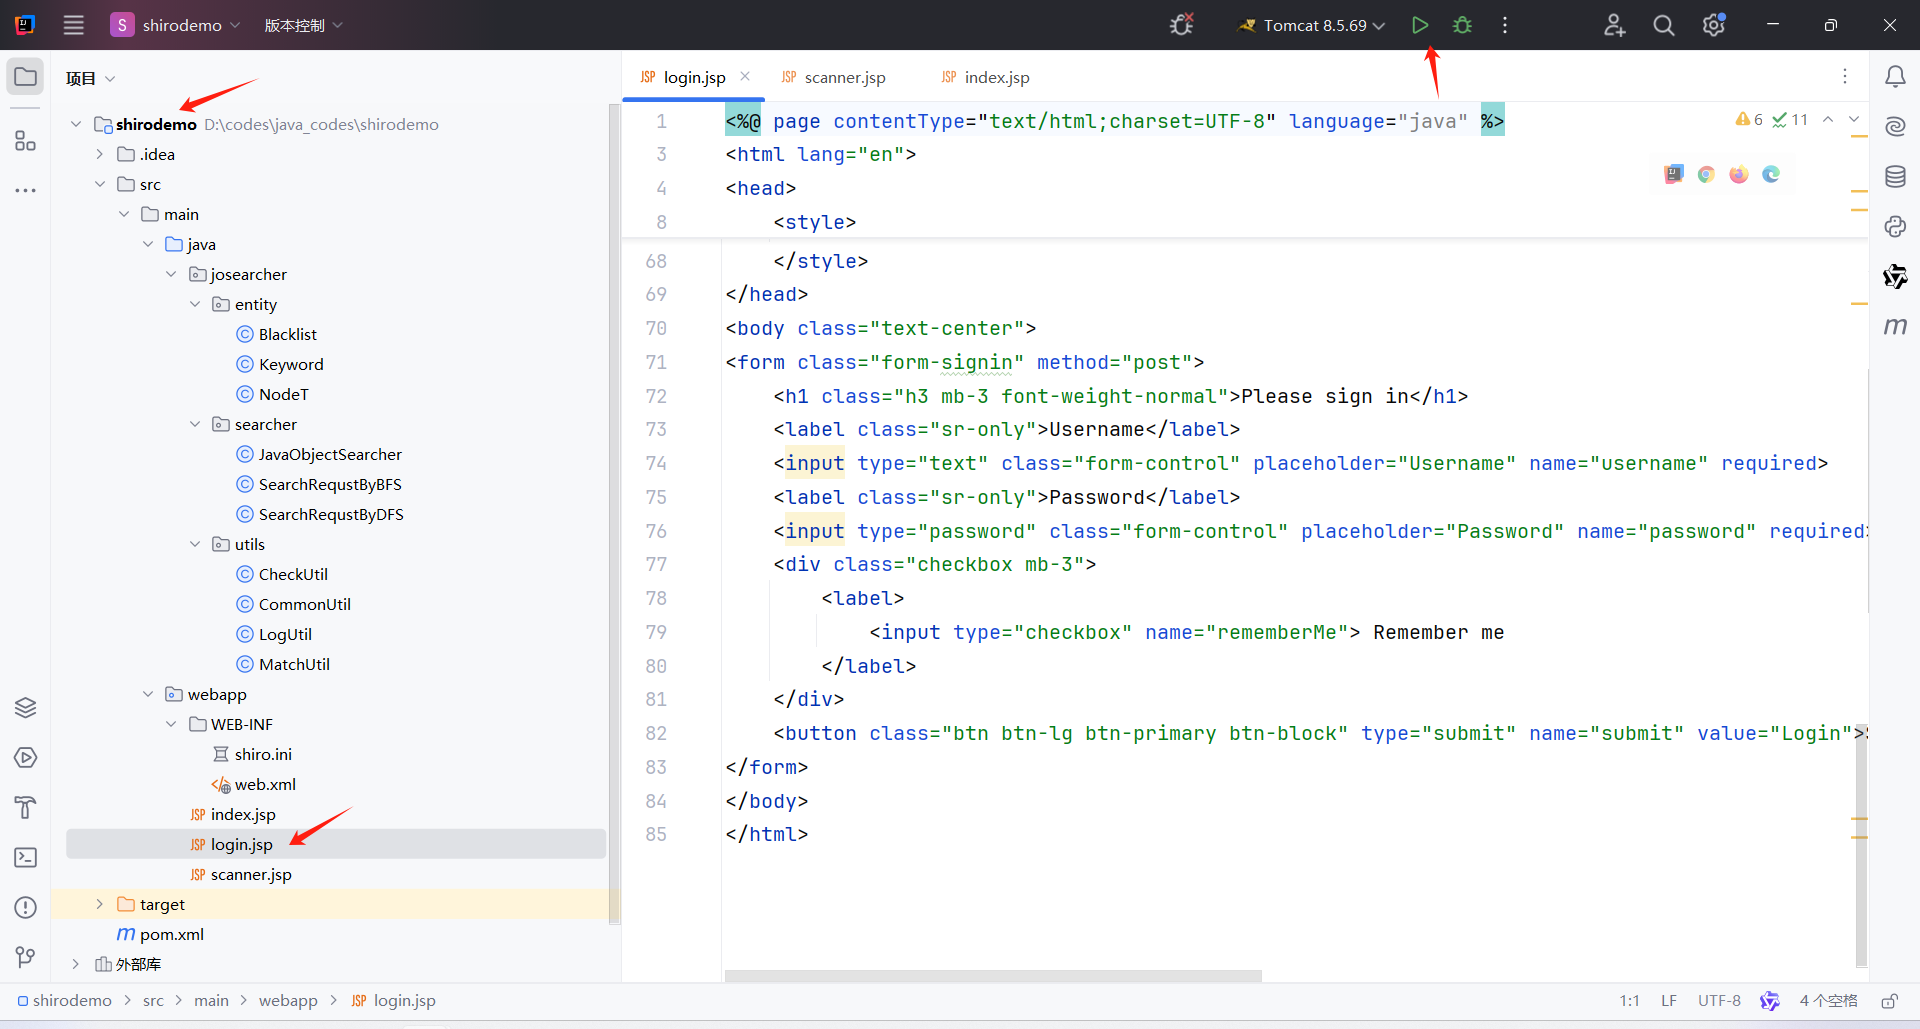 S shirodemo 版本控制 Tomcat 8.5.69
项目
shirodemo D:\codes\java_codes\shirodemo
.idea
src
main
java
josearcher
entity
Blacklist
Keyword
NodeT
searcher
JavaObjectSearcher
SearchRequstByBFS
SearchRequstByDFS
utils
CheckUtil
CommonUtil
LogUtil
MatchUtil
webapp
WEB-INF
shiro.ini
web.xml
JSP index.jsp
JSP login.jsp
JSP scanner.jsp
target
m pom.xml
外部库
JSP login.jsp JSP scanner.jsp JSP index.jsp
6 11
1 <%@ page contentType="text/html;charset=UTF-8" language="java" %>
3 <html lang="en">
4 <head>
8 <style>
68 </style>
69 </head>
70 <body class="text-center">
71 <form class="form-signin" method="post">
72 <h1 class="h3 mb-3 font-weight-normal">Please sign in</h1>
73 <label class="sr-only">Username</label>
74 <input type="text" class="form-control" placeholder="Username" name="username" required>
75 <label class="sr-only">Password</label>
76 <input type="password" class="form-control" placeholder="Password" name="password" required>
77 <div class="checkbox mb-3">
78 <label>
79 <input type="checkbox" name="rememberMe"> Remember me
80 </label>
81 </div>
82 <button class="btn btn-lg btn-primary btn-block" type="submit" name="submit" value="Login">
83 </form>
84 </body>
85 </html>
m
shirodemo > src > main > webapp > JSP login.jsp
1:1 LF UTF-8 4 个空格